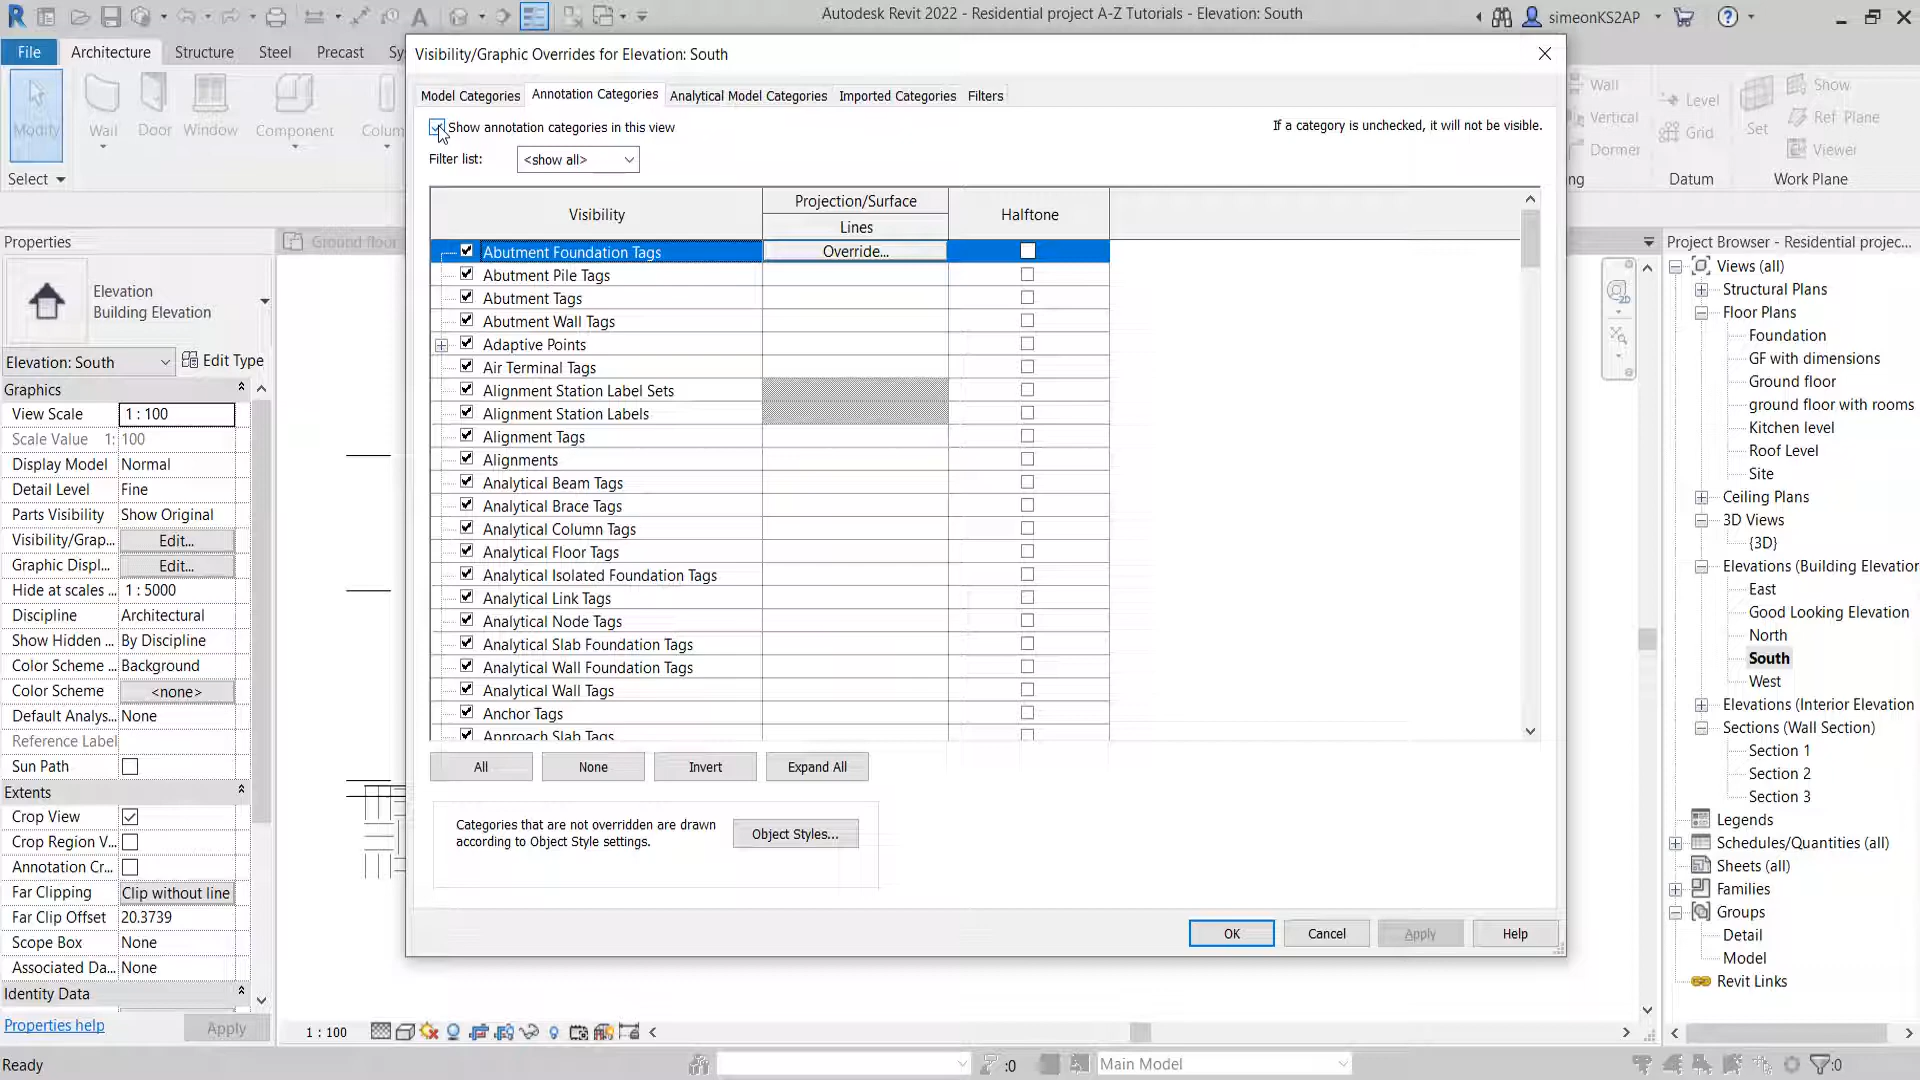 Autodesk Revit 2022 - Residential project A-Z Tutorials - Elevation: South
simeonKS2AP
File
Architecture
Structure
Steel
Precast
Sy
Modify
Wall
Door
Window
Component
Colum
Select
Wall
Vertical
Dormer
ng
Level
Grid
Datum
Set
Show
Ref Plane
Viewer
Work Plane
Properties
Ground floor
Elevation
Building Elevation
Elevation: South
Edit Type
Graphics
View Scale 1 : 100
Scale Value 1: 100
Display Model Normal
Detail Level Fine
Parts Visibility Show Original
Visibility/Grap... Edit...
Graphic Displ... Edit...
Hide at scales ... 1 : 5000
Discipline Architectural
Show Hidden ... By Discipline
Color Scheme ... Background
Color Scheme <none>
Default Analys... None
Reference Label
Sun Path
Extents
Crop View
Crop Region V...
Annotation Cr...
Far Clipping Clip without line
Far Clip Offset 20.3739
Scope Box None
Associated Da... None
Identity Data
Properties help
Apply
Visibility/Graphic Overrides for Elevation: South
Model Categories
Annotation Categories
Analytical Model Categories
Imported Categories
Filters
Show annotation categories in this view
If a category is unchecked, it will not be visible.
Filter list:
<show all>
Visibility
Projection/Surface
Lines
Halftone
Abutment Foundation Tags
Override...
Abutment Pile Tags
Abutment Tags
Abutment Wall Tags
Adaptive Points
Air Terminal Tags
Alignment Station Label Sets
Alignment Station Labels
Alignment Tags
Alignments
Analytical Beam Tags
Analytical Brace Tags
Analytical Column Tags
Analytical Floor Tags
Analytical Isolated Foundation Tags
Analytical Link Tags
Analytical Node Tags
Analytical Slab Foundation Tags
Analytical Wall Foundation Tags
Analytical Wall Tags
Anchor Tags
Approach Slab Tags
All
None
Invert
Expand All
Categories that are not overridden are drawn
according to Object Style settings.
Object Styles...
OK
Cancel
Apply
Help
Project Browser - Residential projec...
Views (all)
Structural Plans
Floor Plans
Foundation
GF with dimensions
Ground floor
ground floor with rooms
Kitchen level
Roof Level
Site
Ceiling Plans
3D Views
{3D}
Elevations (Building Elevation
East
Good Looking Elevation
North
South
West
Elevations (Interior Elevation
Sections (Wall Section)
Section 1
Section 2
Section 3
Legends
Schedules/Quantities (all)
Sheets (all)
Families
Groups
Detail
Model
Revit Links
1 : 100
Ready
:0
Main Model
:0